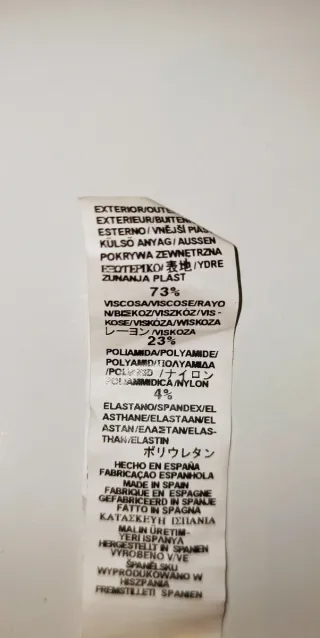 EXTERIOR/OUTE
EXTERIEUR/BUITEN
ESTERNO/VNĚJŠÍ PLÁŠ
KÜLSŐ ANYAG/AUSSEN
POKRYWA ZEWNETRZNA
ΕΞΩΤΕΡΙΚΟ/表地/YDRE
ZUNANJA PLAST
73%
VISCOSA/VISCOSE/RAYO
N/ΒΙΣΚΟΖ/VISZKÓZ/VIS-
KOSE/VISKÓZA/WISKOZA
レーヨン/VISKOZA
23%
POLIAMIDA/POLYAMIDE/
POLYAMID/ΠΟΛΥΑΜΙΔΑ
/ナイロン
POLIAMMIDICA/NYLON
4%
ELASTANO/SPANDEX/EL
ASTHANE/ELASTAAN/EL
ASTAN/ΕΛΑΣΤΑΝ/ELAS-
THAN/ELASTIN
ポリウレタン
HECHO EN ESPAÑA
FABRICAÇAO ESPANHOLA
MADE IN SPAIN
FABRIQUE EN ESPAGNE
GEFABRICEERD IN SPANJE
FATTO IN SPAGNA
ΚΑΤΑΣΚΕΥΗ ΙΣΠΑΝΙΑ
MALIN ÜRETIM-
YERI ISPANYA
HERGESTELLT IN SPANIEN
VYROBENO V/VE
ŠPANĚLSKU
WYPRODUKOWANO W
HISZPANIA
FREMSTILLETI SPANIEN